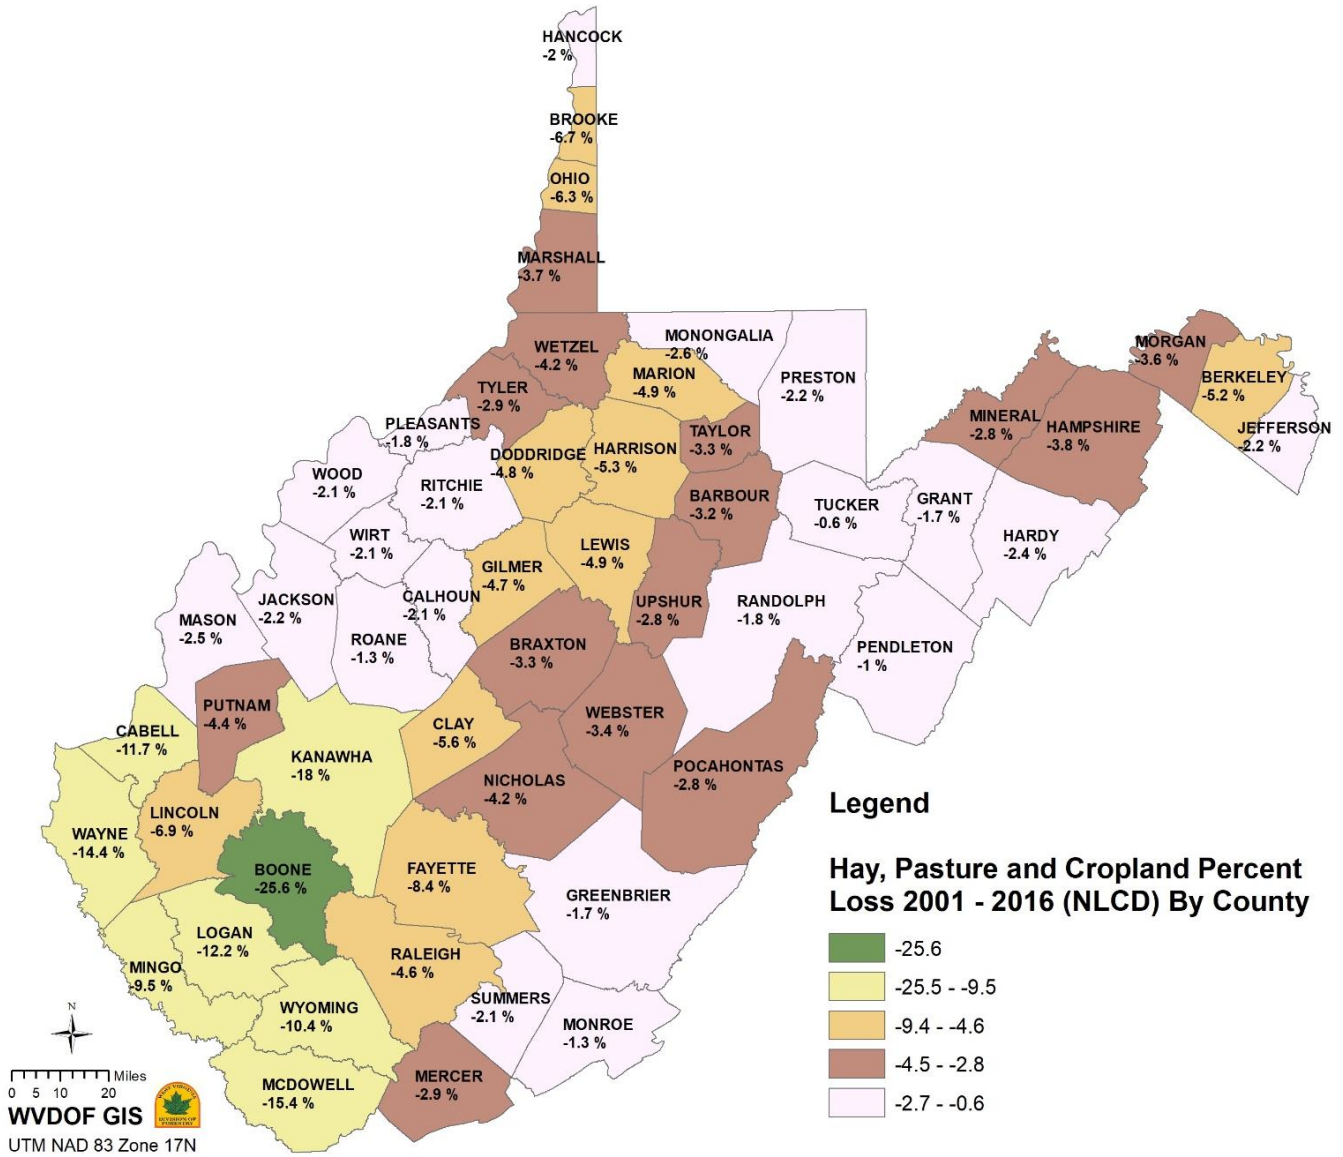 HANCOCK
-2 %
BROOKE
-6.7 %
OHIO
-6.3 %
MARSHALL
-3.7 %
WETZEL
-4.2 %
MONONGALIA
-2.6 %
MARION
-4.9 %
PRESTON
-2.2 %
MORGAN
-3.6 %
BERKELEY
-5.2 %
JEFFERSON
-2.2 %
MINERAL
-2.8 %
HAMPSHIRE
-3.8 %
TYLER
-2.9 %
PLEASANTS
-1.8 %
DODDRIDGE
-4.8 %
HARRISON
-5.3 %
TAYLOR
-3.3 %
WOOD
-2.1 %
RITCHIE
-2.1 %
BARBOUR
-3.2 %
TUCKER
-0.6 %
GRANT
-1.7 %
HARDY
-2.4 %
WIRT
-2.1 %
LEWIS
-4.9 %
GILMER
-4.7 %
CALHOUN
-2.1 %
JACKSON
-2.2 %
MASON
-2.5 %
ROANE
-1.3 %
UPSHUR
-2.8 %
RANDOLPH
-1.8 %
PENDLETON
-1 %
BRAXTON
-3.3 %
PUTNAM
-4.4 %
CABELL
-11.7 %
KANAWHA
-18 %
CLAY
-5.6 %
WEBSTER
-3.4 %
NICHOLAS
-4.2 %
POCAHONTAS
-2.8 %
LINCOLN
-6.9 %
WAYNE
-14.4 %
BOONE
-25.6 %
FAYETTE
-8.4 %
GREENBRIER
-1.7 %
LOGAN
-12.2 %
MINGO
-9.5 %
RALEIGH
-4.6 %
WYOMING
-10.4 %
SUMMERS
-2.1 %
MONROE
-1.3 %
MCDOWELL
-15.4 %
MERCER
-2.9 %
Legend
Hay, Pasture and Cropland Percent
Loss 2001 - 2016 (NLCD) By County
-25.6
-25.5 - -9.5
-9.4 - -4.6
-4.5 - -2.8
-2.7 - -0.6
N
Miles
0 5 10 20
WVDOF GIS
WEST VIRGINIA
DIVISION OF
FORESTRY
UTM NAD 83 Zone 17N